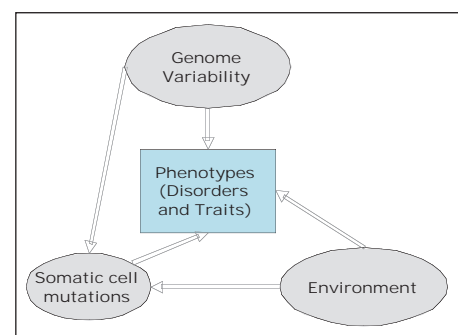 Genome
Variability
Phenotypes
(Disorders
and Traits)
Somatic cell
mutations
Environment